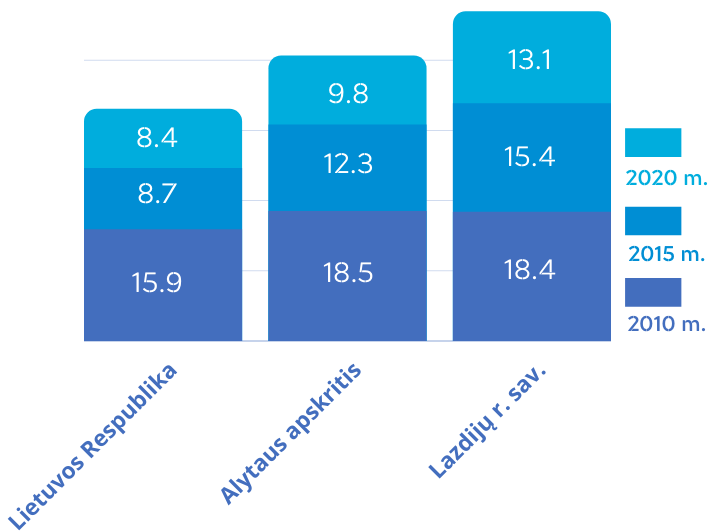 8.4
8.7
15.9
9.8
12.3
18.5
13.1
15.4
18.4
2020 m.
2015 m.
2010 m.
Lietuvos Respublika
Alytaus apskritis
Lazdijų r. sav.